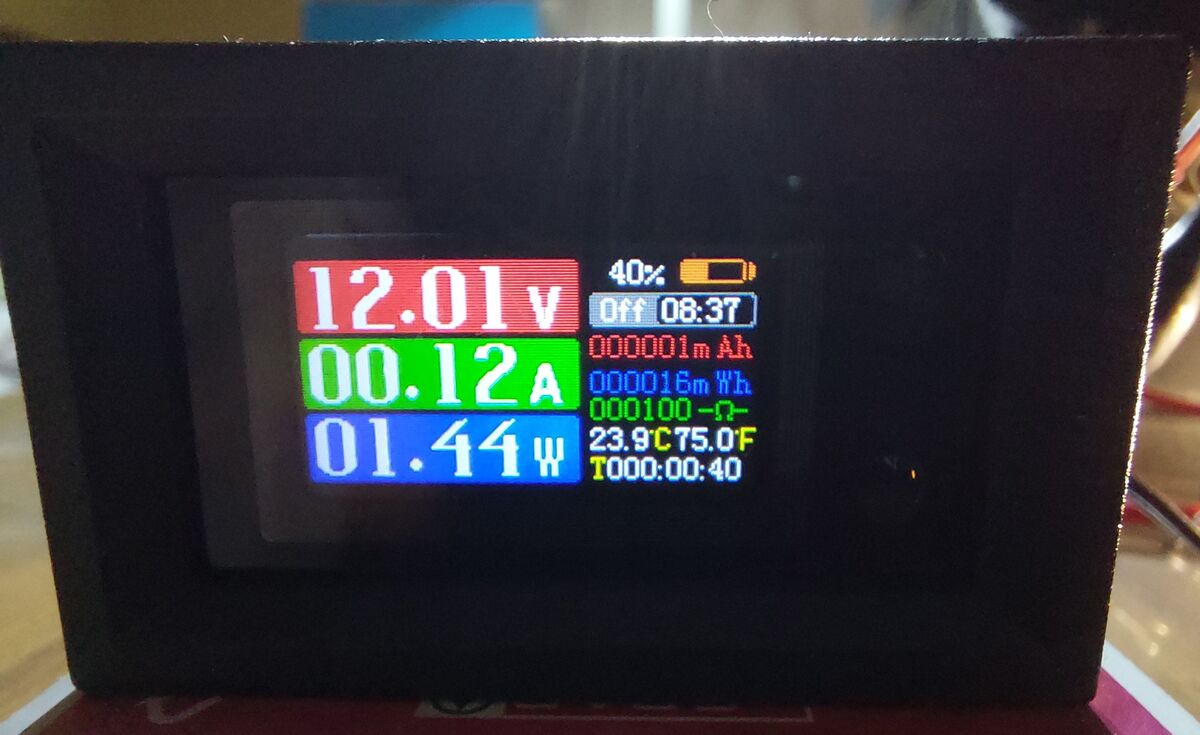 12.01V
00.12A
01.44W
40%
Off 08:37
000001mAh
000016mWh
000100-Ω-
23.9°C75.0°F
T000:00:40